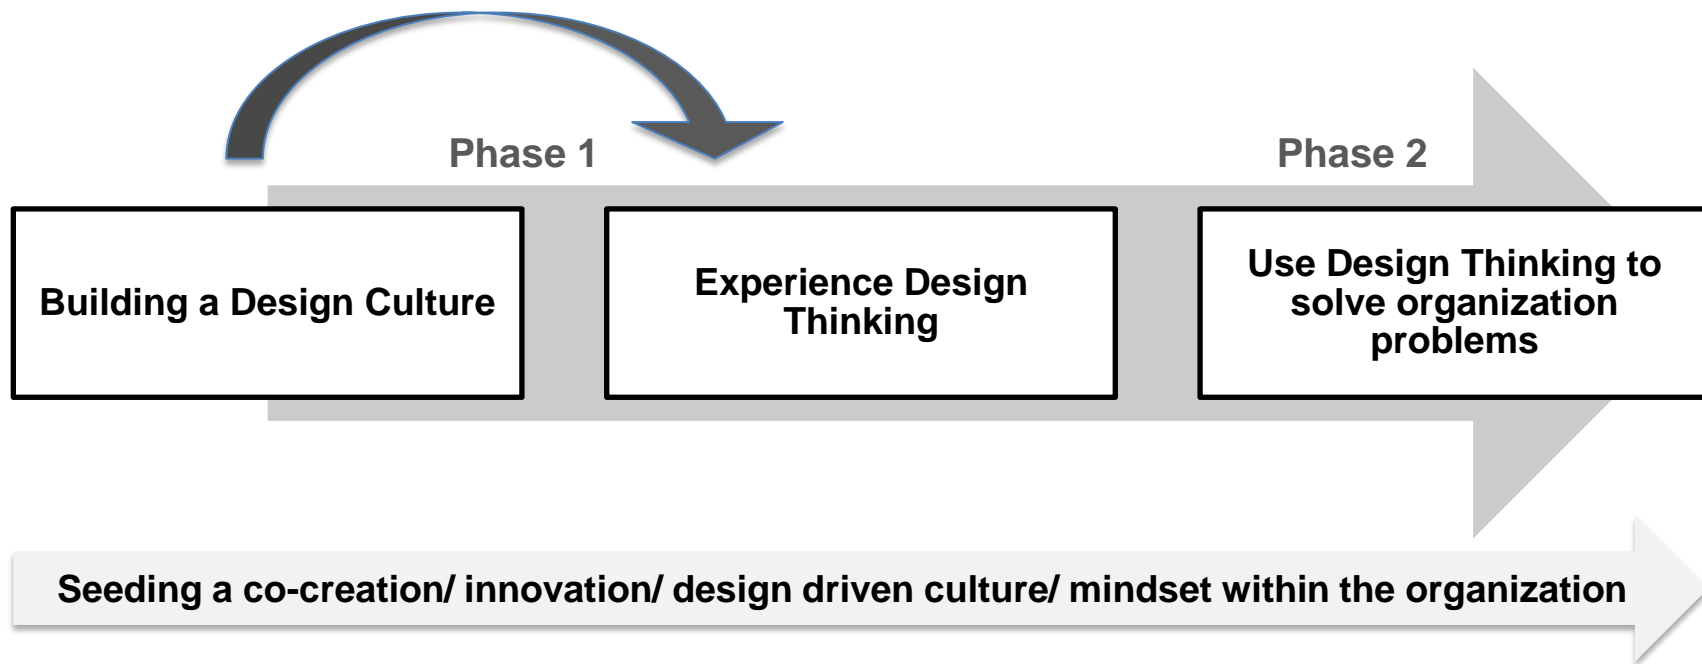 Phase 1
Phase 2
Building a Design Culture
Experience Design
Thinking
Use Design Thinking to
solve organization
problems
Seeding a co-creation/ innovation/ design driven culture/ mindset within the organization